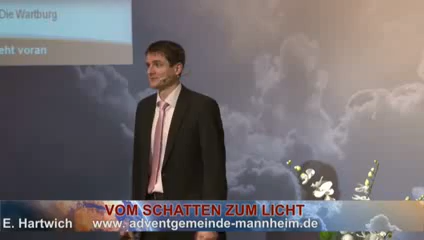 Die Wartburg
eht voran
VOM SCHATTEN ZUM LICHT
E. Hartwich www. adventgemeinde-mannheim.de